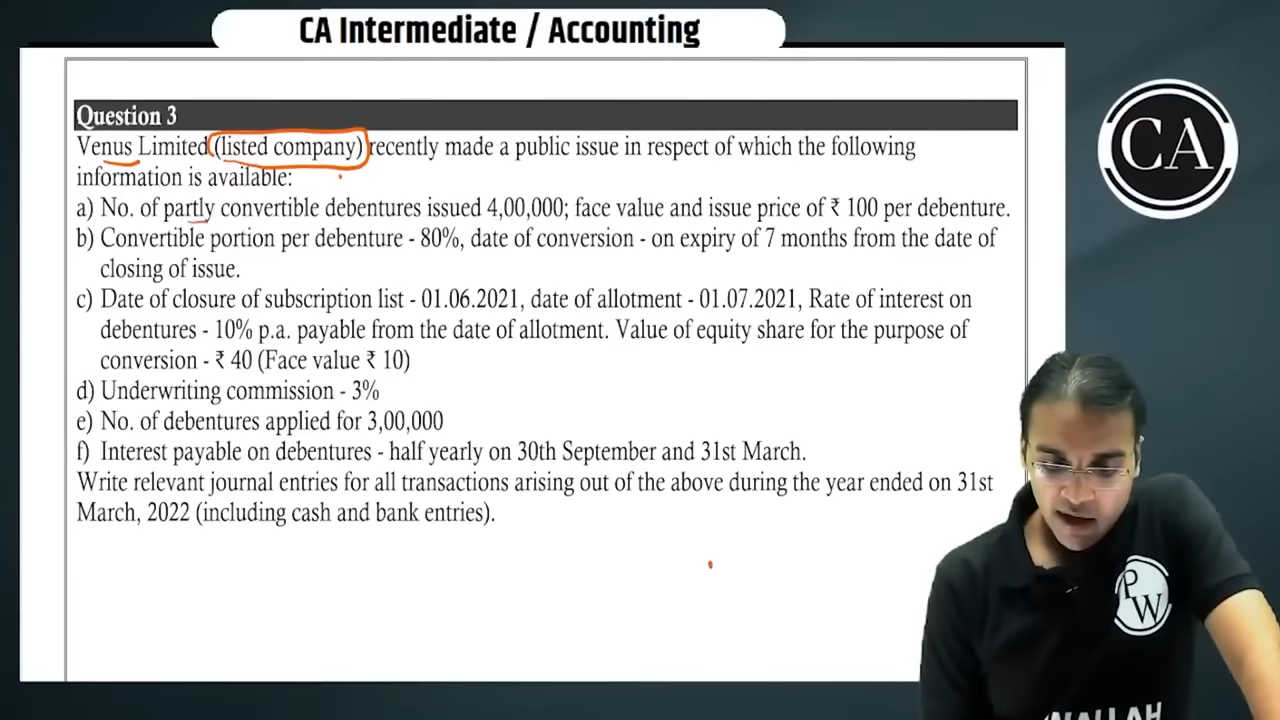 CA Intermediate / Accounting
Question 3
Venus Limited (listed company) recently made a public issue in respect of which the following
information is available:
a) No. of partly convertible debentures issued 4,00,000; face value and issue price of ₹ 100 per debenture.
b) Convertible portion per debenture - 80%, date of conversion - on expiry of 7 months from the date of
closing of issue.
c) Date of closure of subscription list - 01.06.2021, date of allotment - 01.07.2021, Rate of interest on
debentures - 10% p.a. payable from the date of allotment. Value of equity share for the purpose of
conversion - ₹ 40 (Face value ₹ 10)
d) Underwriting commission - 3%
e) No. of debentures applied for 3,00,000
f) Interest payable on debentures - half yearly on 30th September and 31st March.
Write relevant journal entries for all transactions arising out of the above during the year ended on 31st
March, 2022 (including cash and bank entries).
CA
PW